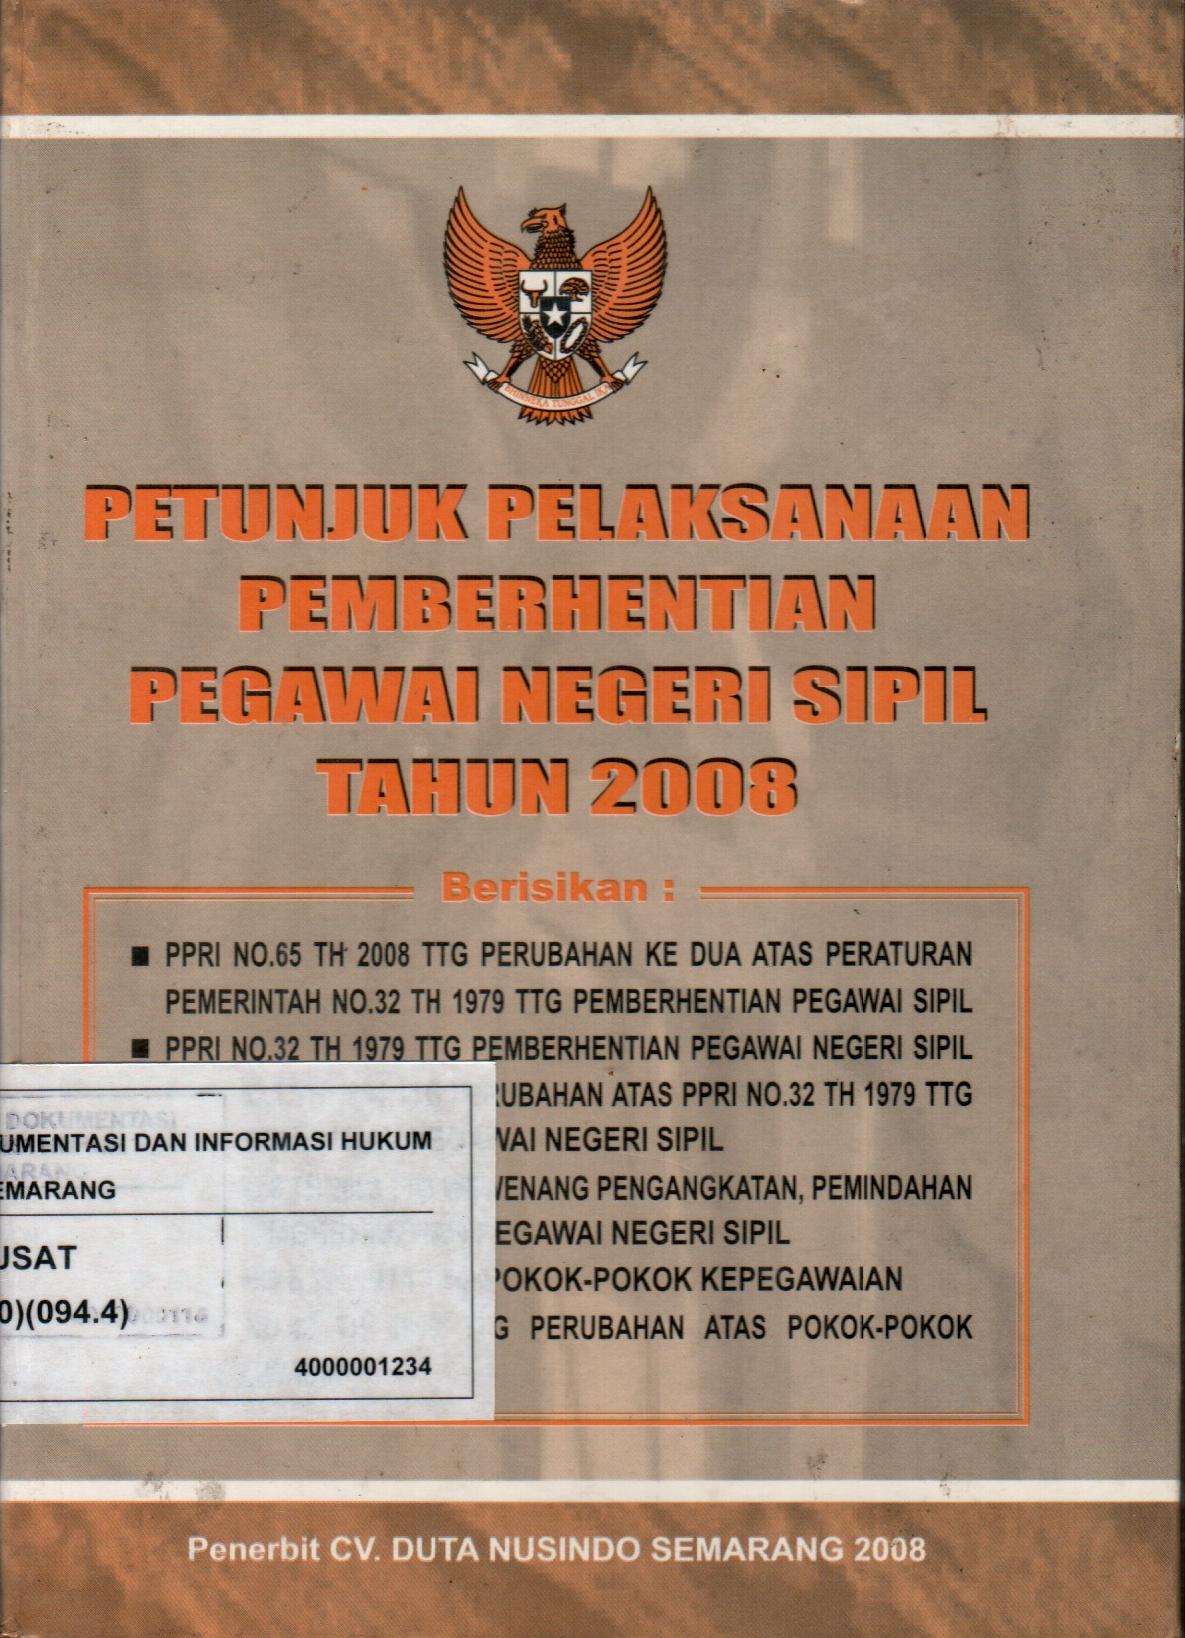 BHINNEKA TUNGGAL IKA
PETUNJUK PELAKSANAAN
PEMBERHENTIAN
PEGAWAI NEGERI SIPIL
TAHUN 2008
Berisikan :
■ PPRI NO.65 TH 2008 TTG PERUBAHAN KE DUA ATAS PERATURAN
PEMERINTAH NO.32 TH 1979 TTG PEMBERHENTIAN PEGAWAI SIPIL
■ PPRI NO.32 TH 1979 TTG PEMBERHENTIAN PEGAWAI NEGERI SIPIL
RUBAHAN ATAS PPRI NO.32 TH 1979 TTG
WAI NEGERI SIPIL
WENANG PENGANGKATAN, PEMINDAHAN
EGAWAI NEGERI SIPIL
POKOK-POKOK KEPEGAWAIAN
G PERUBAHAN ATAS POKOK-POKOK
DOKUMENTASI
UMENTASI DAN INFORMASI HUKUM
EMARANG
USAT
0)(094.4)
4000001234
Penerbit CV. DUTA NUSINDO SEMARANG 2008